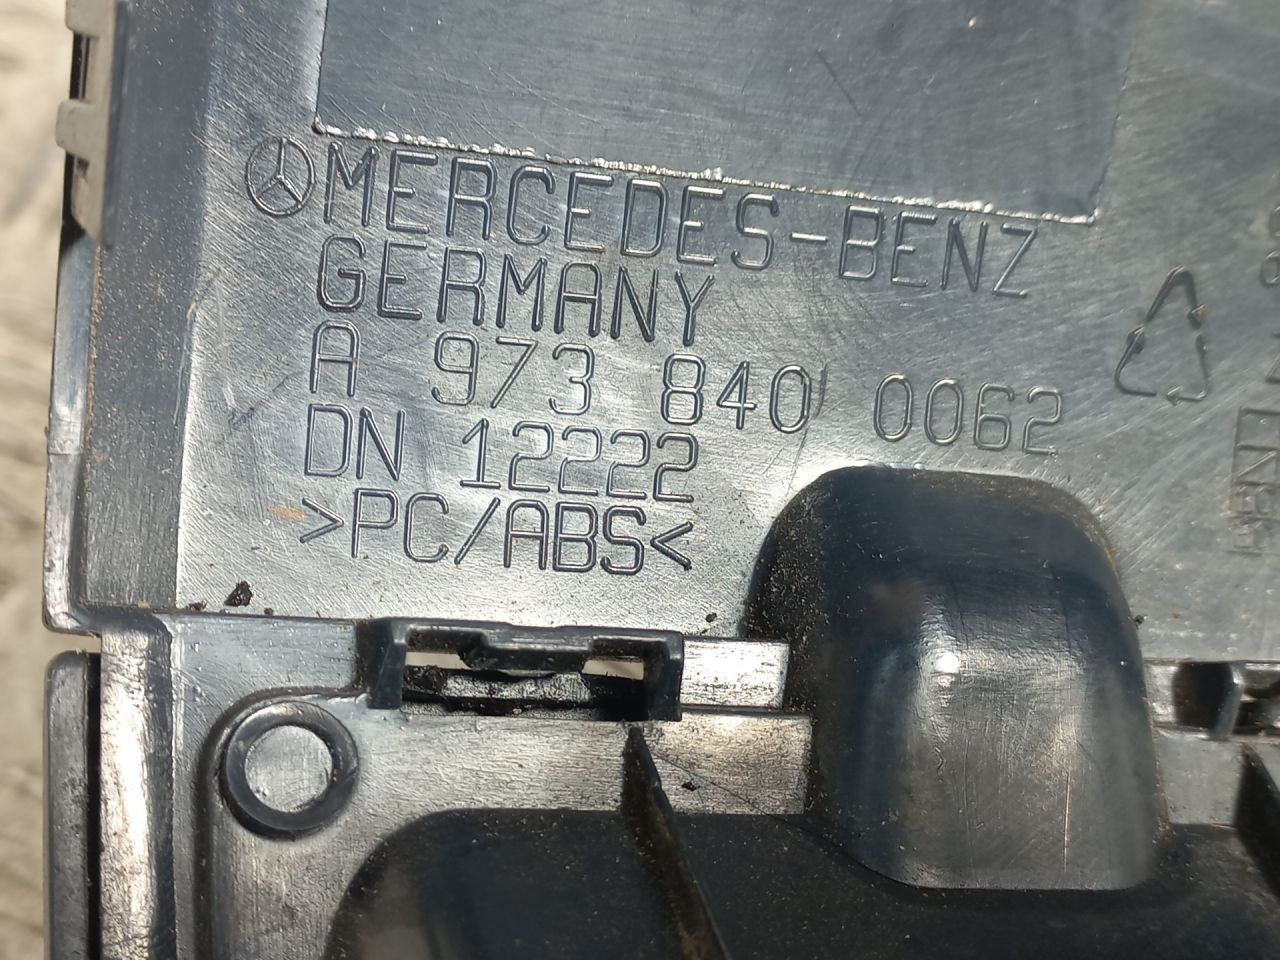 MERCEDES-BENZ
GERMANY
A 973 840 0062
DN 12222
>PC/ABS<